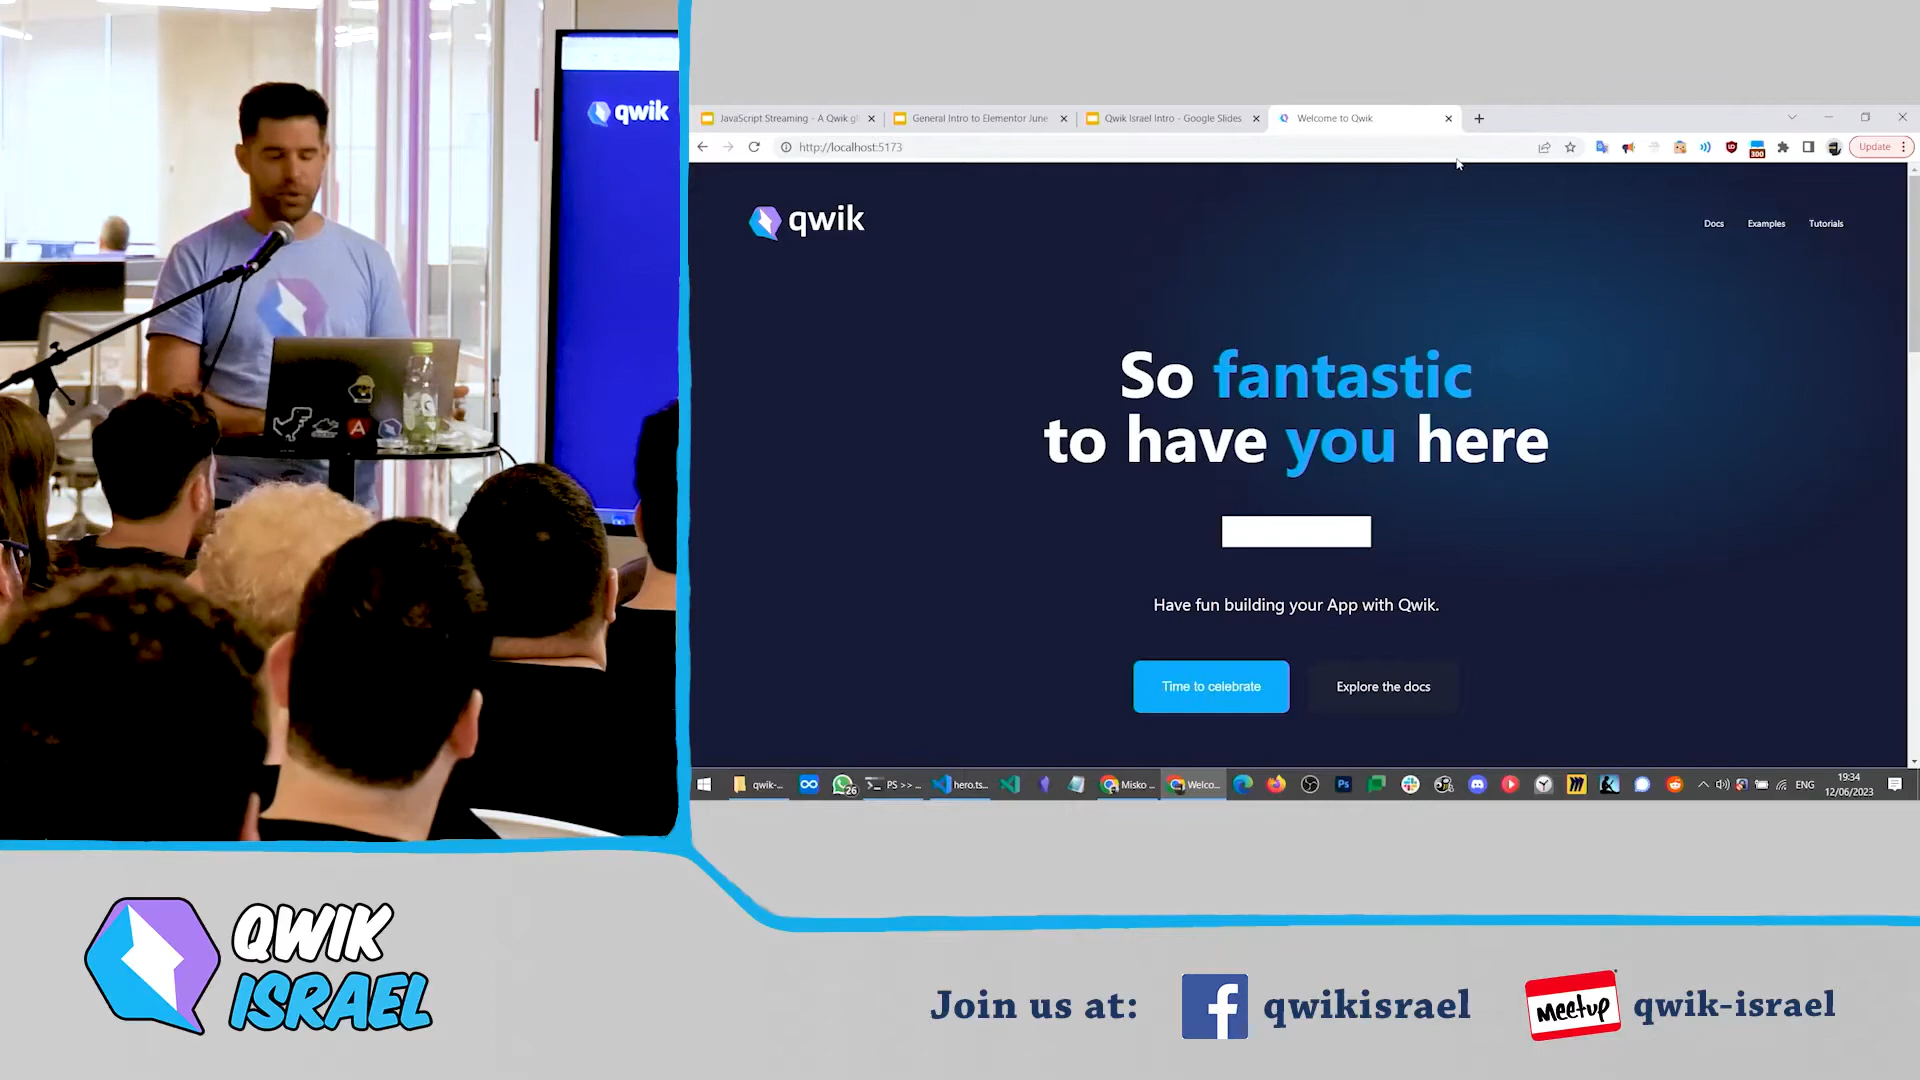 qwik
JavaScript Streaming - A Qwik gl
General Intro to Elementor June
Qwik Israel Intro - Google Slides
Welcome to Qwik
http://localhost:5173
300
Update
qwik
Docs
Examples
Tutorials
So fantastic
to have you here
Have fun building your App with Qwik.
Time to celebrate
Explore the docs
qwik-...
26
PS >> ...
hero.ts...
Misko ...
Welco...
Ps
ENG
19:34
12/06/2023
QWIK
ISRAEL
Join us at:
qwikisrael
Meetup
qwik-israel